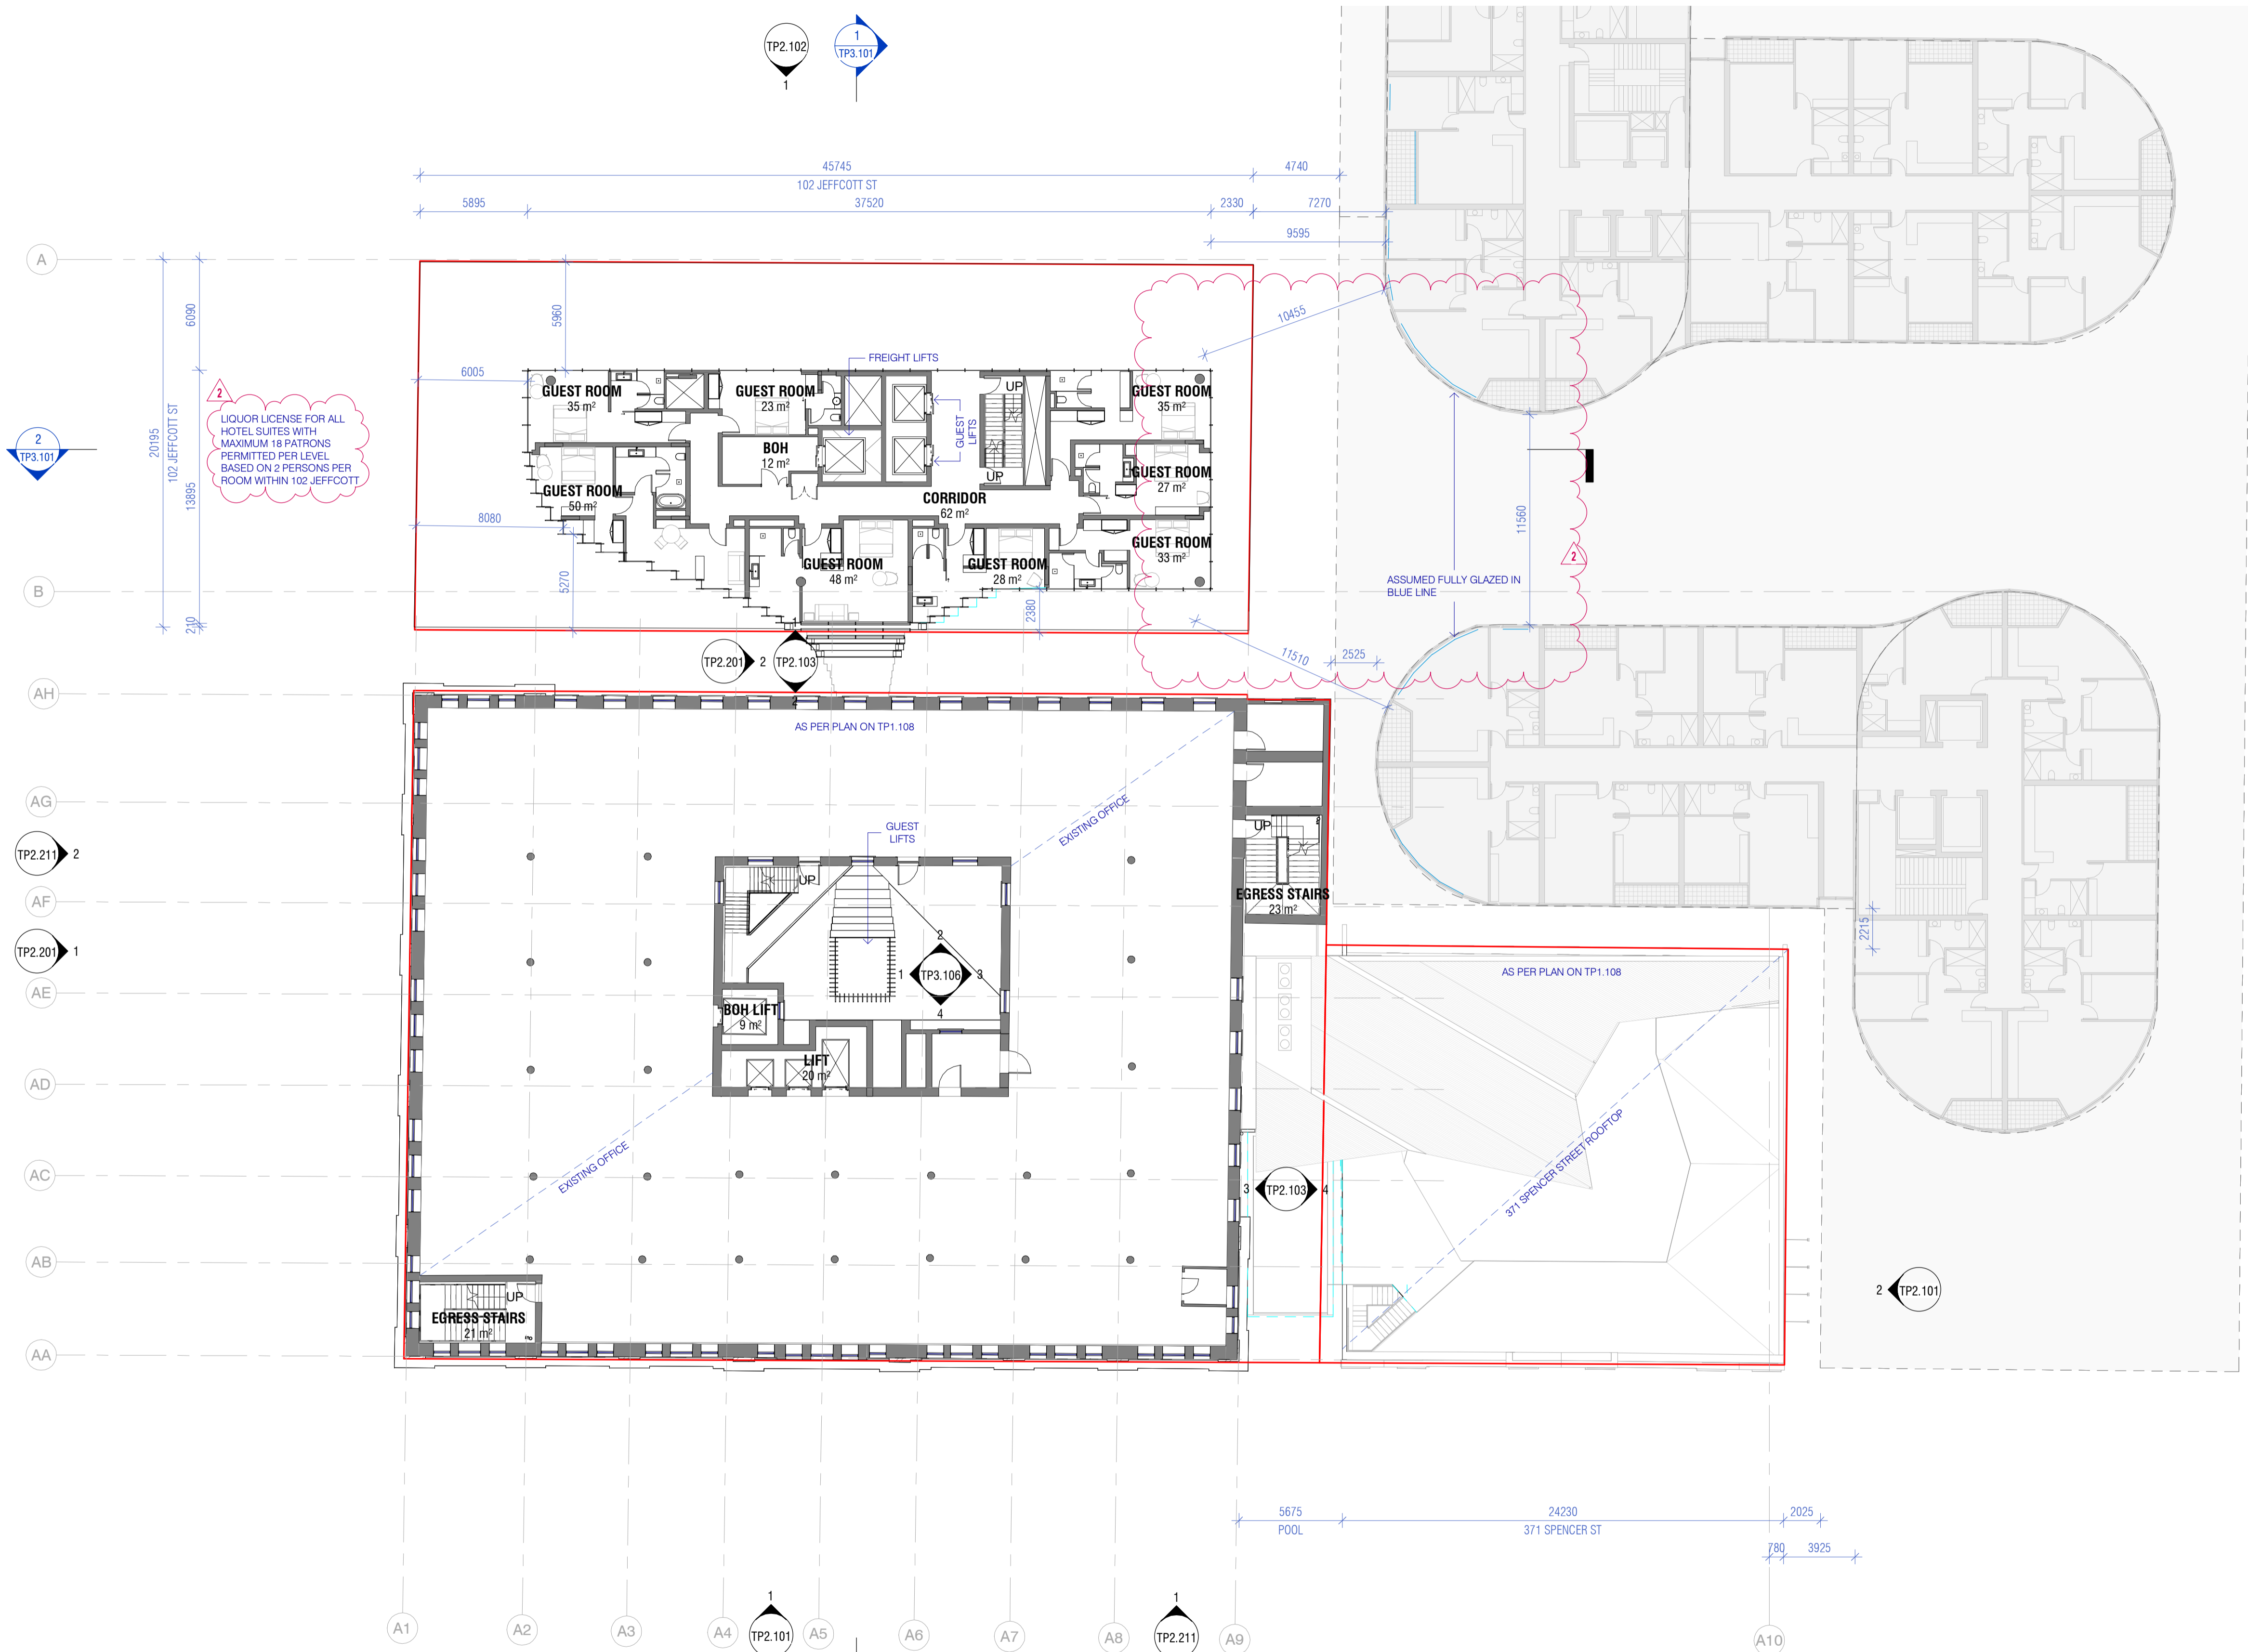 TP2.102
1
1
TP3.101
45745
102 JEFFCOTT ST
4740
5895
37520
2330
7270
9595
A
20195
102 JEFFCOTT ST
6090
13895
210
5960
6005
10455
FREIGHT LIFTS
2
LIQUOR LICENSE FOR ALL
HOTEL SUITES WITH
MAXIMUM 18 PATRONS
PERMITTED PER LEVEL
BASED ON 2 PERSONS PER
ROOM WITHIN 102 JEFFCOTT
2
TP3.101
GUEST ROOM
35 m²
GUEST ROOM
23 m²
UP
GUEST
LIFTS
GUEST ROOM
35 m²
BOH
12 m²
UP
GUEST ROOM
27 m²
GUEST ROOM
50 m²
CORRIDOR
62 m²
8080
11560
GUEST ROOM
33 m²
GUEST ROOM
48 m²
GUEST ROOM
28 m²
2
5270
2380
ASSUMED FULLY GLAZED IN
BLUE LINE
B
1
TP2.201
2
TP2.103
2
11510
2525
AH
AS PER PLAN ON TP1.108
AG
EXISTING OFFICE
GUEST
LIFTS
UP
TP2.211
2
UP
EGRESS STAIRS
23 m²
AF
2215
TP2.201
1
2
1
TP3.106
3
4
AS PER PLAN ON TP1.108
AE
BOH LIFT
9 m²
LIFT
20 m²
AD
371 SPENCER STREET ROOFTOP
EXISTING OFFICE
AC
3
TP2.103
4
AB
2
TP2.101
UP
EGRESS STAIRS
21 m²
AA
5675
POOL
24230
371 SPENCER ST
2025
780
3925
1
TP2.101
1
TP2.211
A1
A2
A3
A4
A5
A6
A7
A8
A9
A10